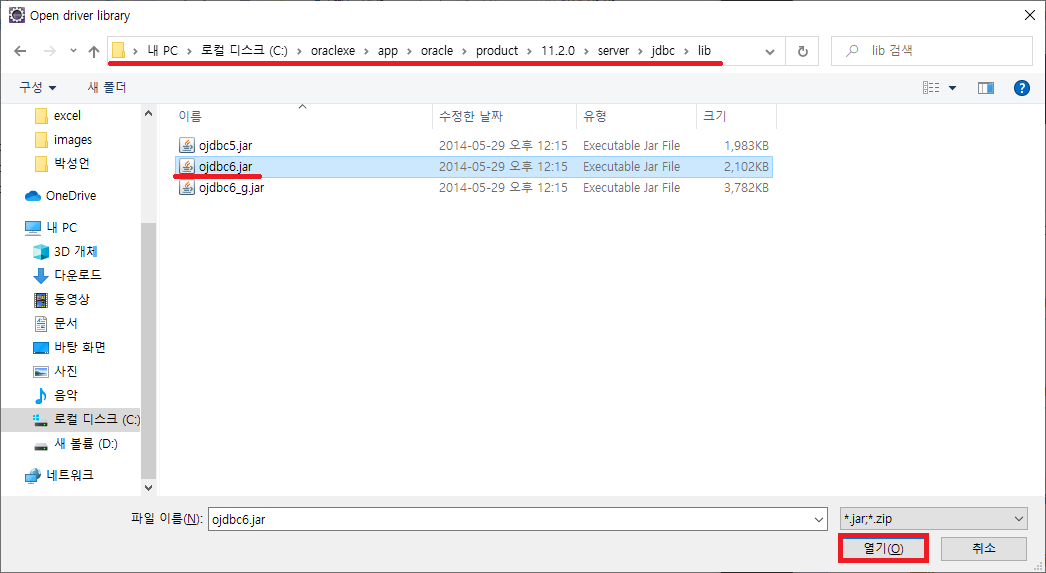 Open driver library
내 PC > 로컬 디스크 (C:) > oraclexe > app > oracle > product > 11.2.0 > server > jdbc > lib
lib 검색
구성 새 폴더
이름 수정한 날짜 유형 크기
excel
images
박성언
OneDrive
내 PC
3D 개체
다운로드
동영상
문서
바탕 화면
사진
음악
로컬 디스크 (C:)
새 볼륨 (D:)
네트워크
ojdbc5.jar 2014-05-29 오후 12:15 Executable Jar File 1,983KB
ojdbc6.jar 2014-05-29 오후 12:15 Executable Jar File 2,102KB
ojdbc6_g.jar 2014-05-29 오후 12:15 Executable Jar File 3,782KB
파일 이름(N): ojdbc6.jar *.jar;*.zip
열기(O) 취소